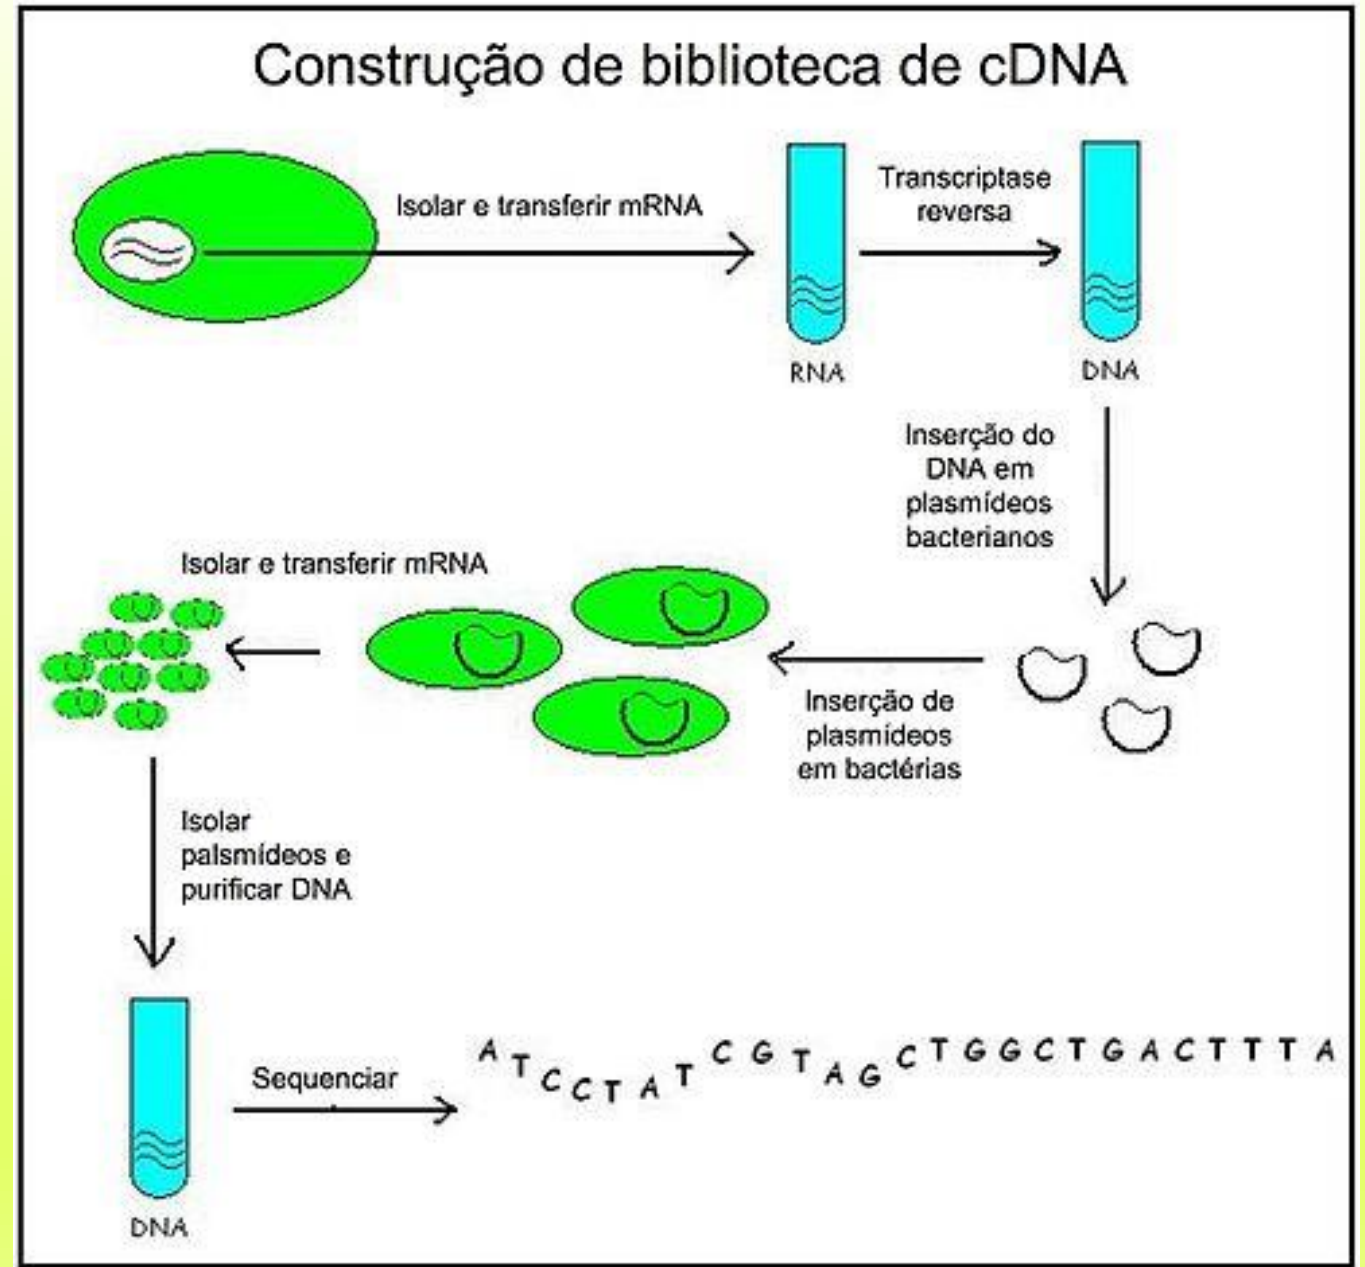 Construção de biblioteca de cDNA
Isolar e transferir mRNA
Transcriptase
reversa
RNA
DNA
Inserção do
DNA em
plasmídeos
bacterianos
Isolar e transferir mRNA
Inserção de
plasmídeos
em bactérias
Isolar
palsmídeos e
purificar DNA
Sequenciar
A T C C T A T C G T A G C T G G C T G A C T T T A
DNA